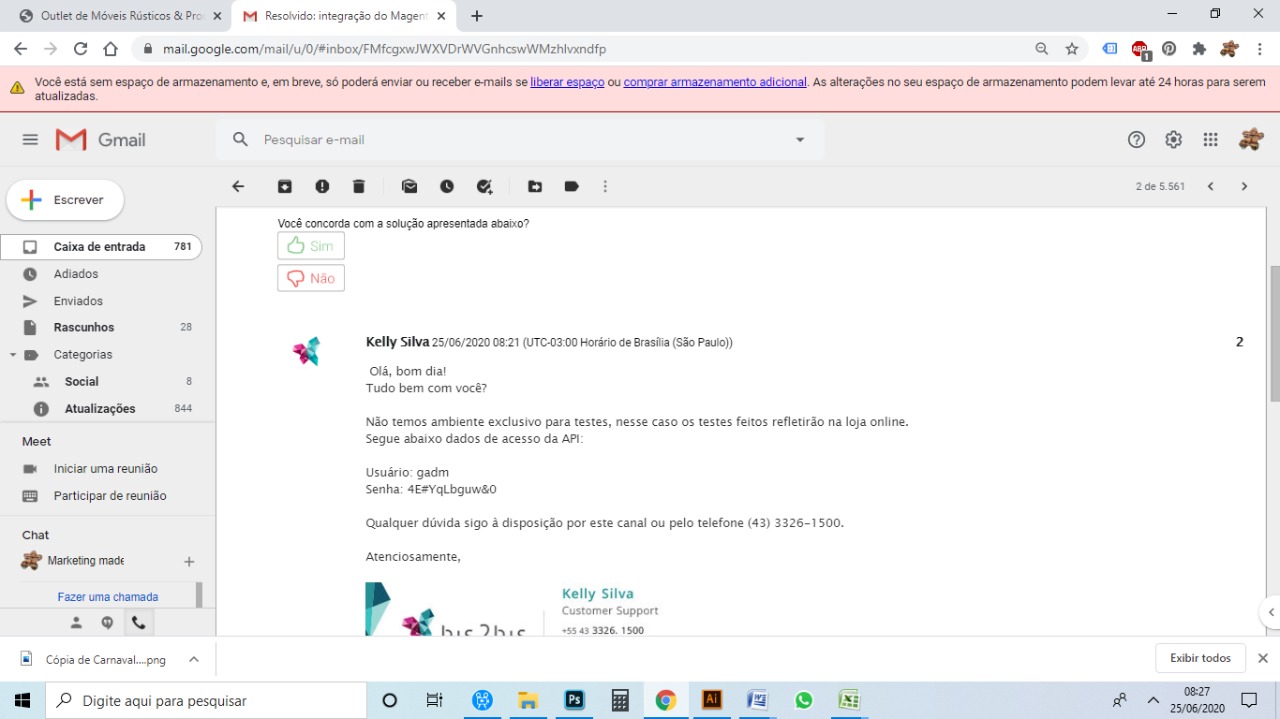 Outlet de Móveis Rústicos & Pro
Resolvido: integração do Magent
mail.google.com/mail/u/0/#inbox/FMfcgxwJWXVDrWVGnhcswWMzhlvxndfp
ABP
1
Você está sem espaço de armazenamento e, em breve, só poderá enviar ou receber e-mails se liberar espaço ou comprar armazenamento adicional. As alterações no seu espaço de armazenamento podem levar até 24 horas para serem
atualizadas.
Gmail
Pesquisar e-mail
Escrever
2 de 5.561
Caixa de entrada 781
Adiados
Enviados
Rascunhos 28
Categorias
Social 8
Atualizações 844
Meet
Iniciar uma reunião
Participar de reunião
Chat
Marketing made
Fazer uma chamada
Você concorda com a solução apresentada abaixo?
Sim
Não
Kelly Silva 25/06/2020 08:21 (UTC-03:00 Horário de Brasília (São Paulo)) 2
Olá, bom dia!
Tudo bem com você?
Não temos ambiente exclusivo para testes, nesse caso os testes feitos refletirão na loja online.
Segue abaixo dados de acesso da API:
Usuário: gadm
Senha: 4E#YqLbguw&0
Qualquer dúvida sigo à disposição por este canal ou pelo telefone (43) 3326-1500.
Atenciosamente,
bis2bis
Kelly Silva
Customer Support
+55 43 3326. 1500
Cópia de Carnaval....png
Exibir todos
Digite aqui para pesquisar
Ps
Ai
08:27
25/06/2020